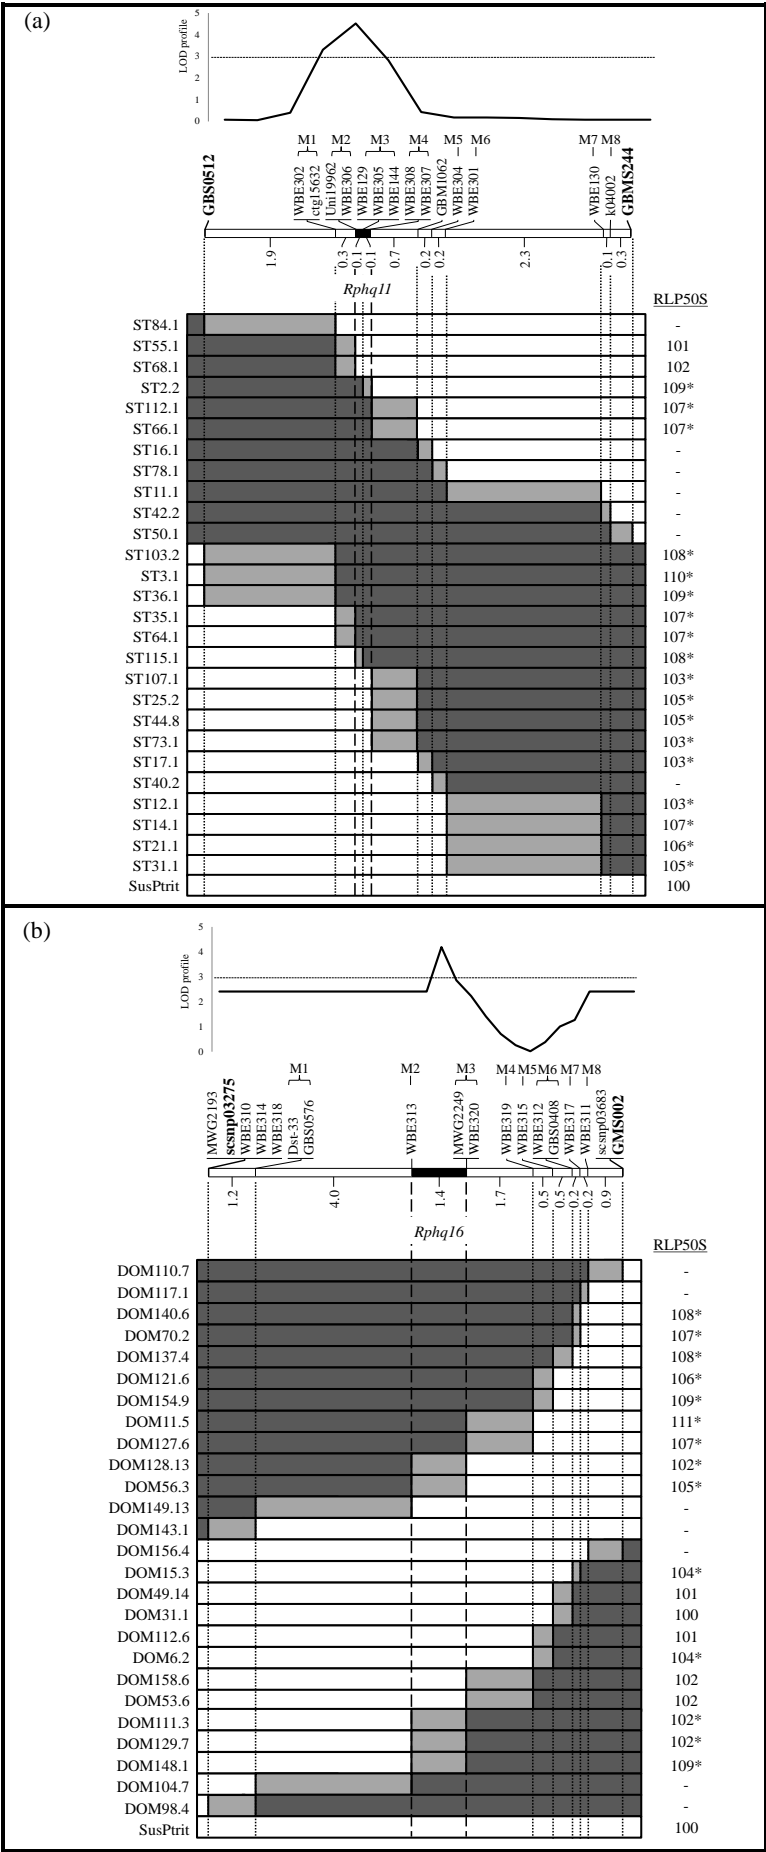 (a)
LOD profile
5
4
3
2
1
0
M1 M2 M3 M4 M5 M6 M7 M8
GBS0512
WBE302
ctg15632
Uni19962
WBE306
WBE129
WBE305
WBE144
WBE308
WBE307
GBM1062
WBE304
WBE301
WBE130
k04002
GBMS244
1.9 0.3 0.1 0.1 0.7 0.2 0.2 2.3 0.1 0.3
Rphq11
RLP50S
ST84.1 -
ST55.1 101
ST68.1 102
ST2.2 109*
ST112.1 107*
ST66.1 107*
ST16.1 -
ST78.1 -
ST11.1 -
ST42.2 -
ST50.1 -
ST103.2 108*
ST3.1 110*
ST36.1 109*
ST35.1 107*
ST64.1 107*
ST115.1 108*
ST107.1 103*
ST25.2 105*
ST44.8 105*
ST73.1 103*
ST17.1 103*
ST40.2 -
ST12.1 103*
ST14.1 107*
ST21.1 106*
ST31.1 105*
SusPtrit 100
(b)
LOD profile
5
4
3
2
1
0
M1 M2 M3 M4 M5 M6 M7 M8
MWG2193
scsnp03275
WBE310
WBE314
WBE318
Dst-33
GBS0576
WBE313
MWG2249
WBE320
WBE319
WBE315
WBE312
GBS0408
WBE317
WBE311
scsnp03683
GMS002
1.2 4.0 1.4 1.7 0.5 0.5 0.2 0.2 0.9
Rphq16
RLP50S
DOM110.7 -
DOM117.1 -
DOM140.6 108*
DOM70.2 107*
DOM137.4 108*
DOM121.6 106*
DOM154.9 109*
DOM11.5 111*
DOM127.6 107*
DOM128.13 102*
DOM56.3 105*
DOM149.13 -
DOM143.1 -
DOM156.4 -
DOM15.3 104*
DOM49.14 101
DOM31.1 100
DOM112.6 101
DOM6.2 104*
DOM158.6 102
DOM53.6 102
DOM111.3 102*
DOM129.7 102*
DOM148.1 109*
DOM104.7 -
DOM98.4 -
SusPtrit 100